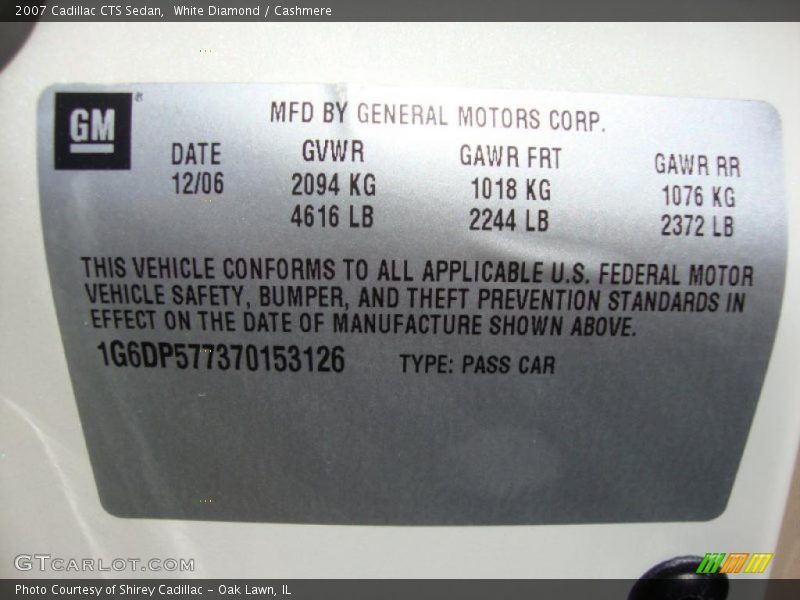 2007 Cadillac CTS Sedan,  White Diamond / Cashmere
GM®
MFD BY GENERAL MOTORS CORP.
DATE GVWR GAWR FRT GAWR RR
12/06 2094 KG 1018 KG 1076 KG
4616 LB 2244 LB 2372 LB
THIS VEHICLE CONFORMS TO ALL APPLICABLE U.S. FEDERAL MOTOR
VEHICLE SAFETY, BUMPER, AND THEFT PREVENTION STANDARDS IN
EFFECT ON THE DATE OF MANUFACTURE SHOWN ABOVE.
1G6DP577370153126 TYPE: PASS CAR
GTCARLOT.COM
Photo Courtesy of Shirey Cadillac - Oak Lawn, IL